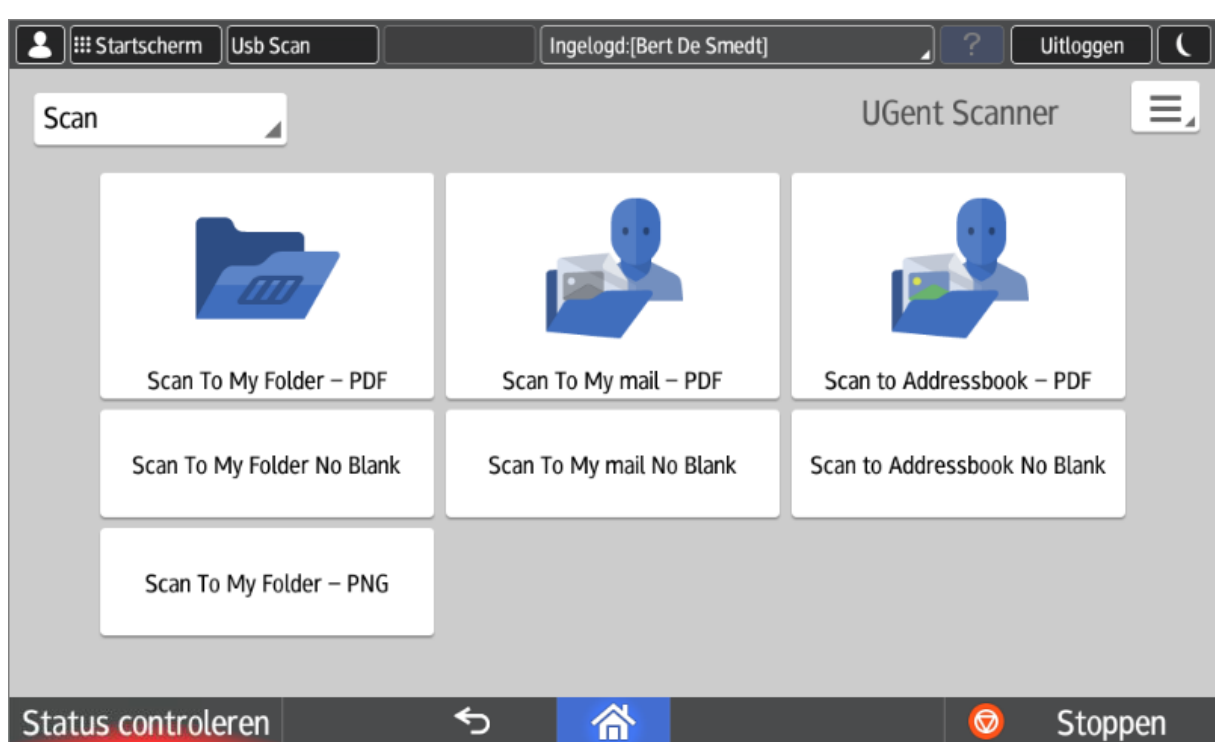 Startscherm
Usb Scan
Ingelogd:[Bert De Smedt]
?
Uitloggen
Scan
UGent Scanner
Scan To My Folder – PDF
Scan To My mail – PDF
Scan to Addressbook – PDF
Scan To My Folder No Blank
Scan To My mail No Blank
Scan to Addressbook No Blank
Scan To My Folder – PNG
Status controleren
Stoppen